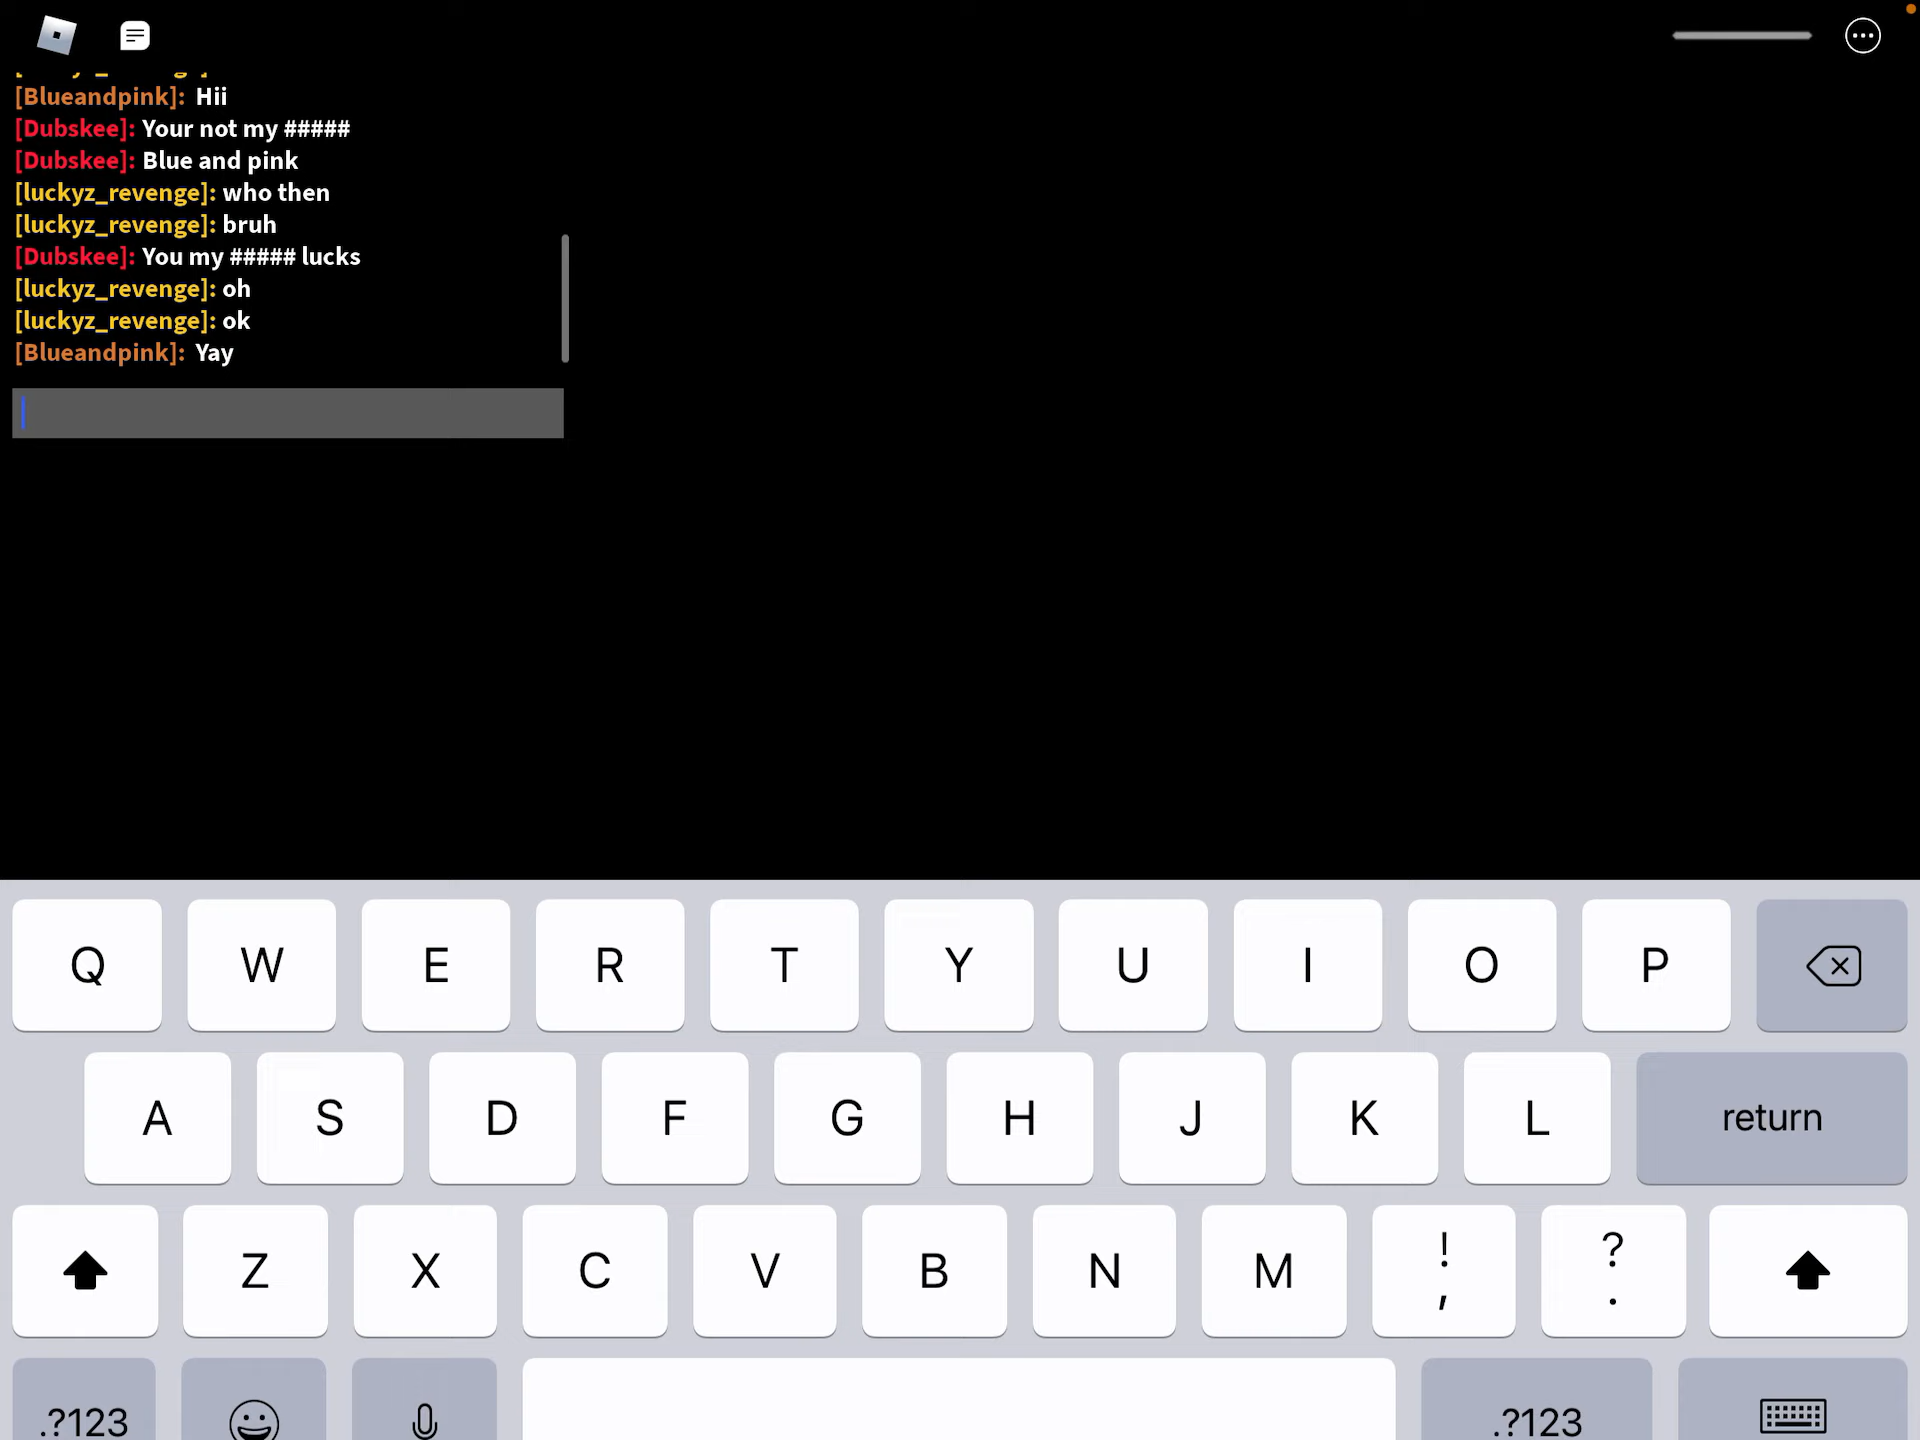 [Blueandpink]: Hii
[Dubskee]: Your not my #####
[Dubskee]: Blue and pink
[luckyz_revenge]: who then
[luckyz_revenge]: bruh
[Dubskee]: You my ##### lucks
[luckyz_revenge]: oh
[luckyz_revenge]: ok
[Blueandpink]: Yay
Q W E R T Y U I O P
A S D F G H J K L return
Z X C V B N M ! , ? .
.?123 .?123